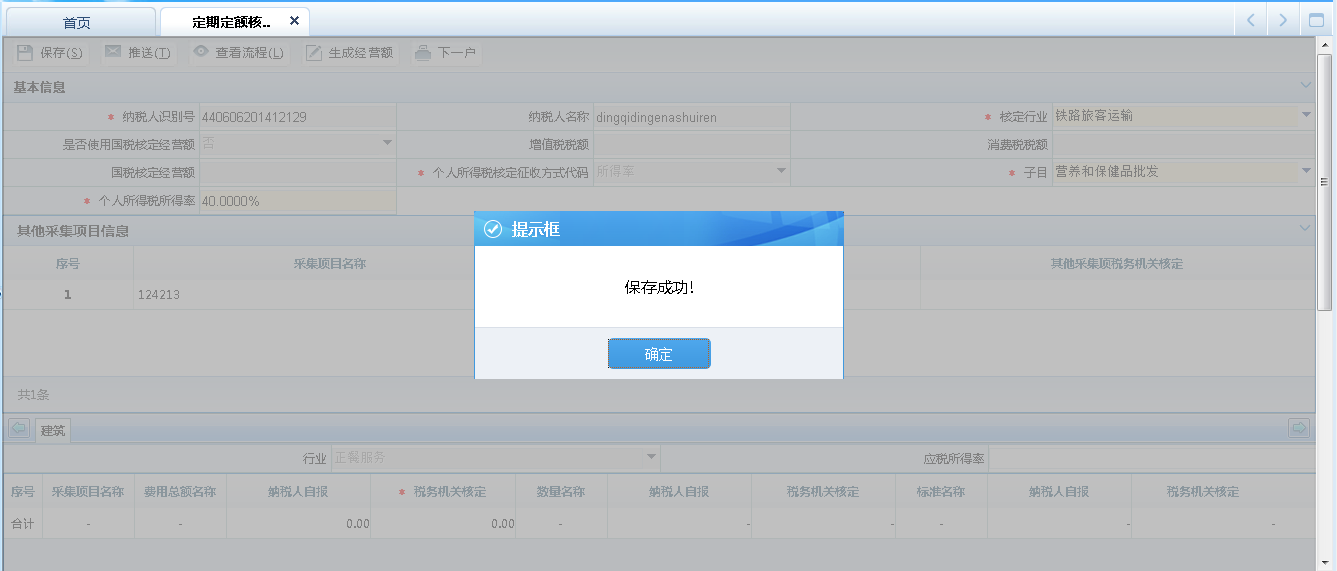 首页 定期定额核..
保存(S) 推送(T) 查看流程(L) 生成经营额 下一户
基本信息
* 纳税人识别号 440606201412129 纳税人名称 dingqidingenashuiren * 核定行业 铁路旅客运输
是否使用国税核定经营额 否 增值税税额 消费税税额
国税核定经营额 * 个人所得税核定征收方式代码 所得率 * 子目 营养和保健品批发
* 个人所得税所得率 40.0000%
提示框
其他采集项目信息
序号 采集项目名称 其他采集项税务机关核定
保存成功!
1 124213
确定
共1条
建筑
行业 正餐服务 应税所得率
序号 采集项目名称 费用总额名称 纳税人自报 * 税务机关核定 数量名称 纳税人自报 税务机关核定 标准名称 纳税人自报 税务机关核定
合计 - - 0.00 0.00 - - - - - -